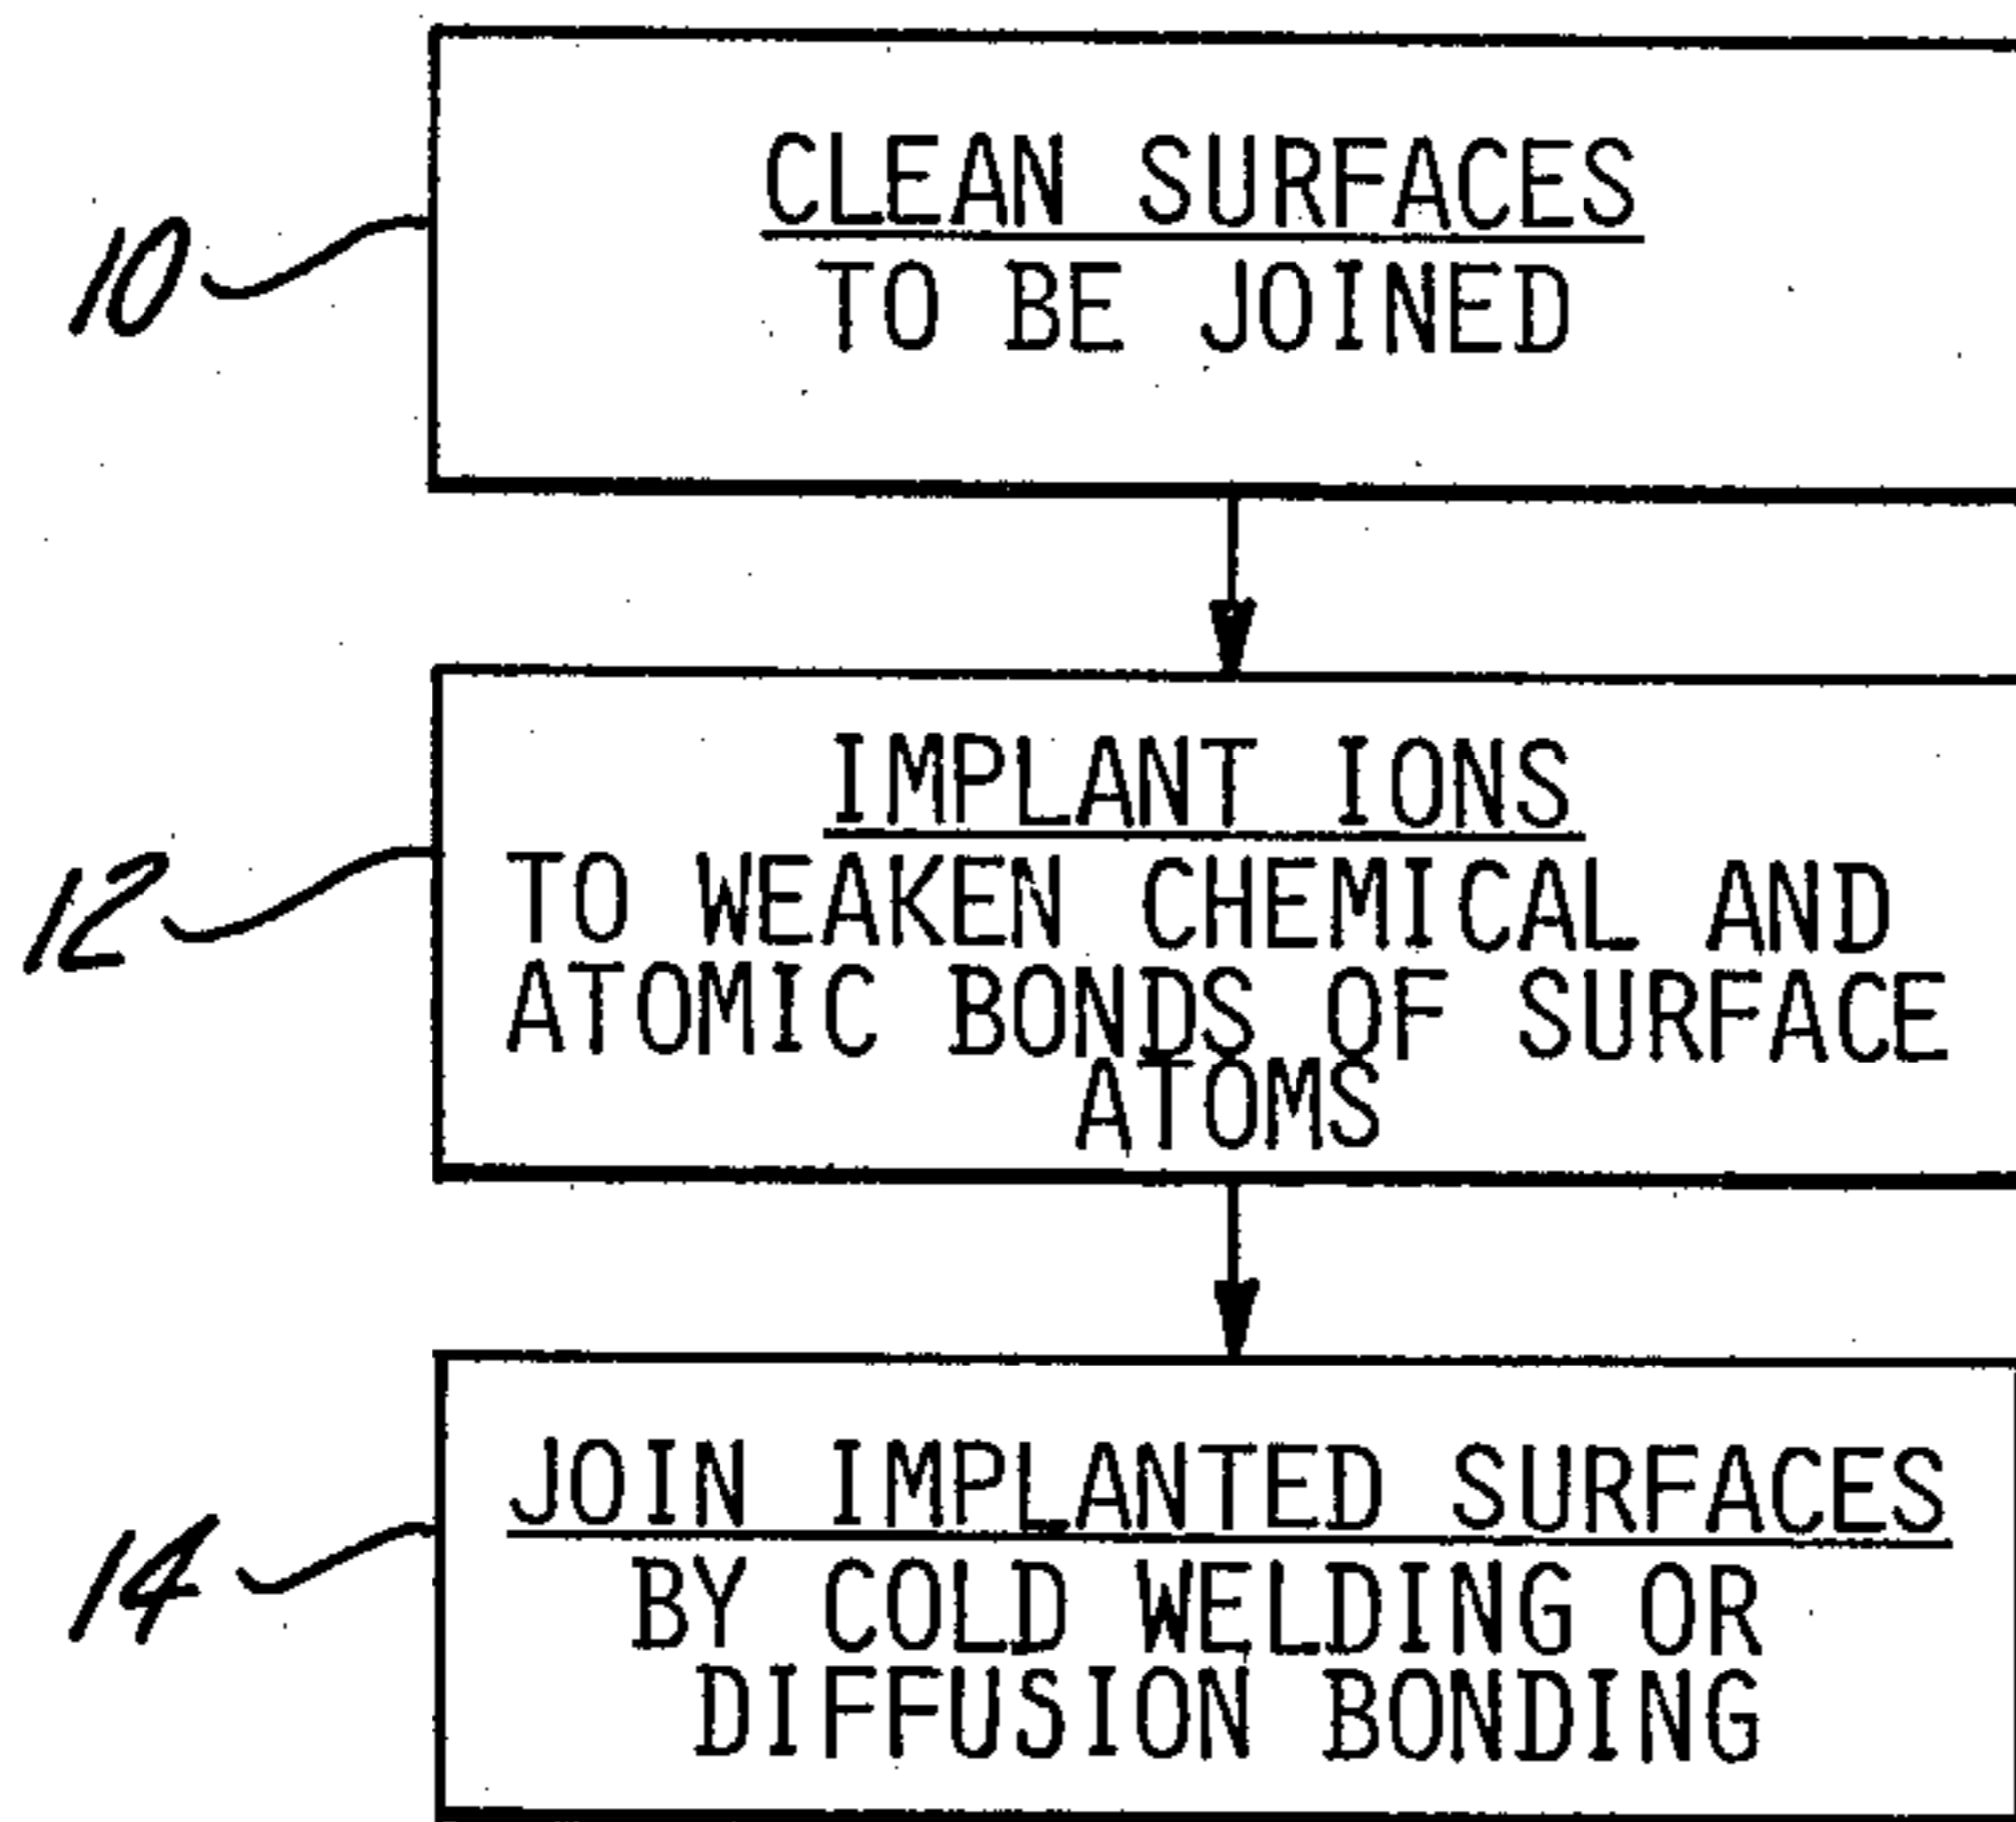 10
CLEAN SURFACES
TO BE JOINED
12
IMPLANT IONS
TO WEAKEN CHEMICAL AND
ATOMIC BONDS OF SURFACE
ATOMS
14
JOIN IMPLANTED SURFACES
BY COLD WELDING OR
DIFFUSION BONDING